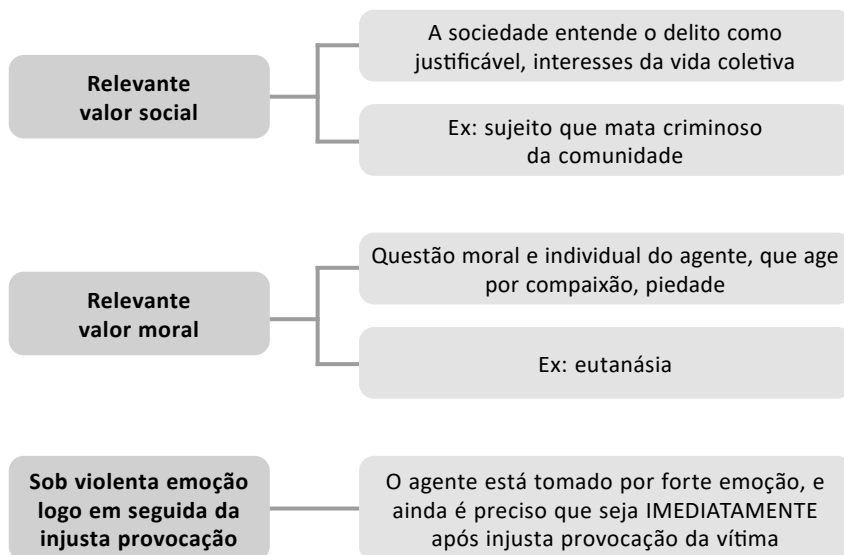 A sociedade entende o delito como
justificável, interesses da vida coletiva
Relevante
valor social
Ex: sujeito que mata criminoso
da comunidade
Questão moral e individual do agente, que age
por compaixão, piedade
Relevante
valor moral
Ex: eutanásia
Sob violenta emoção
logo em seguida da
injusta provocação
O agente está tomado por forte emoção, e
ainda é preciso que seja IMEDIATAMENTE
após injusta provocação da vítima